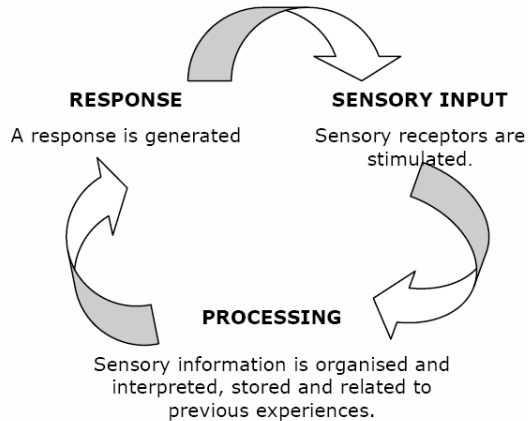 RESPONSE
A response is generated
SENSORY INPUT
Sensory receptors are
stimulated.
PROCESSING
Sensory information is organised and
interpreted, stored and related to
previous experiences.